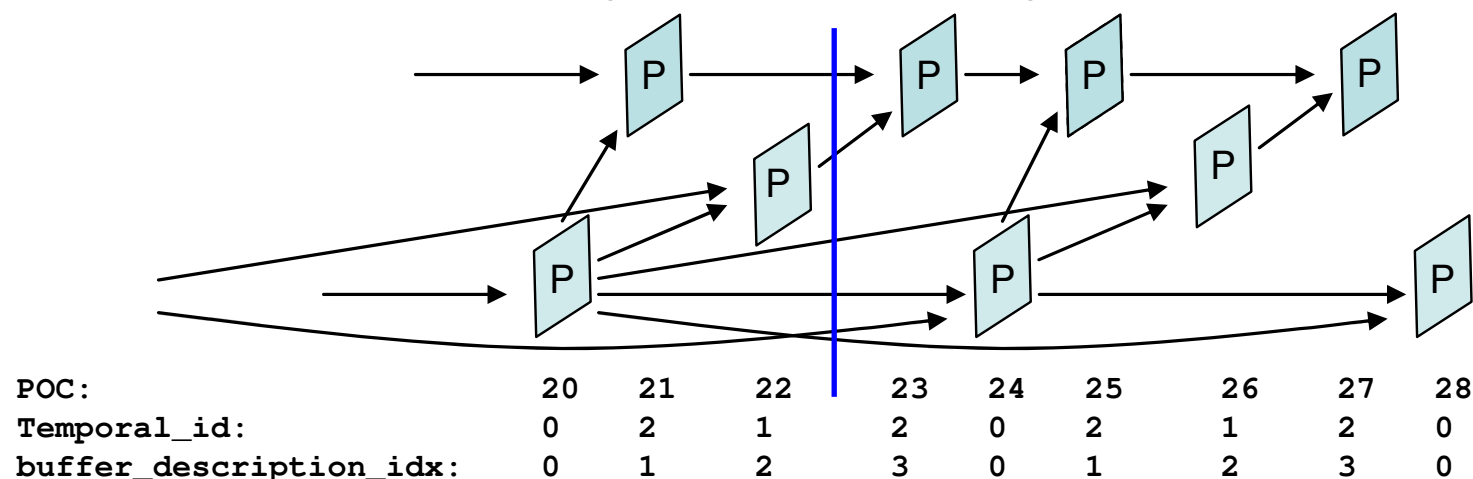 P P P P
P P
P P P
POC: 20 21 22 23 24 25 26 27 28
Temporal_id: 0 2 1 2 0 2 1 2 0
buffer_description_idx: 0 1 2 3 0 1 2 3 0